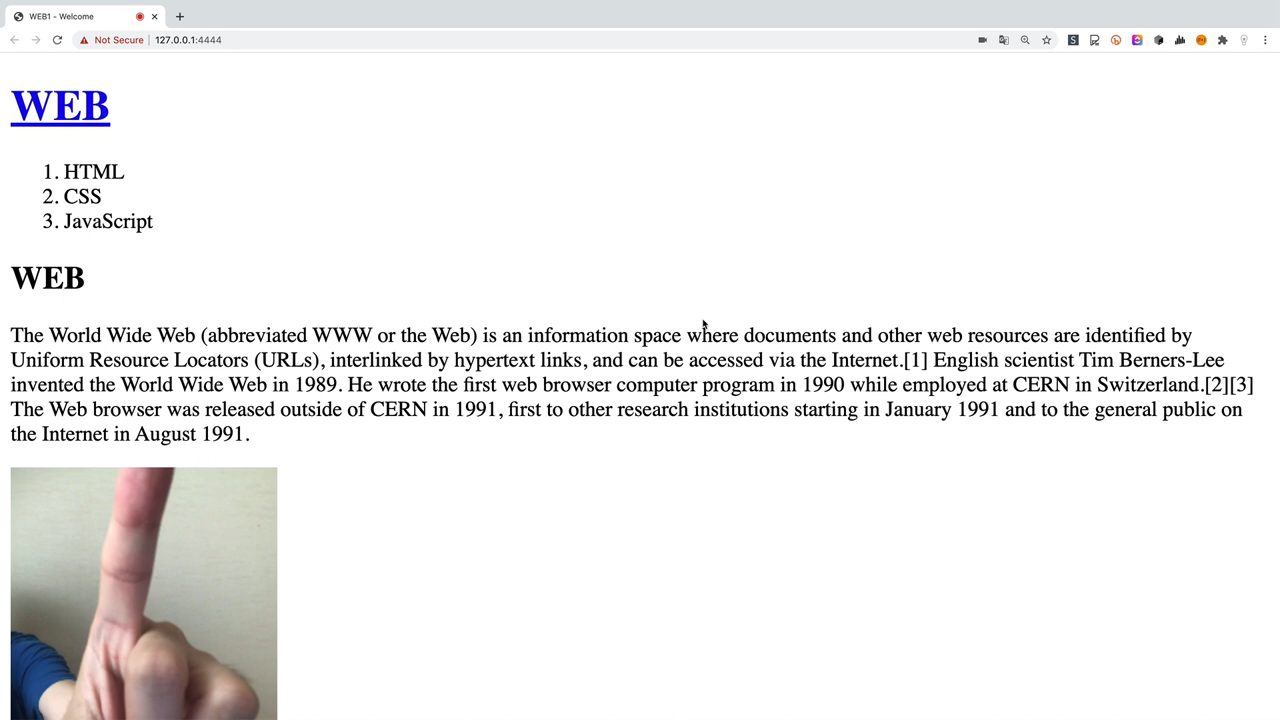 WEB1 - Welcome
Not Secure | 127.0.0.1:4444
WEB
1. HTML
2. CSS
3. JavaScript
WEB
The World Wide Web (abbreviated WWW or the Web) is an information space where documents and other web resources are identified by
Uniform Resource Locators (URLs), interlinked by hypertext links, and can be accessed via the Internet.[1] English scientist Tim Berners-Lee
invented the World Wide Web in 1989. He wrote the first web browser computer program in 1990 while employed at CERN in Switzerland.[2][3]
The Web browser was released outside of CERN in 1991, first to other research institutions starting in January 1991 and to the general public on
the Internet in August 1991.